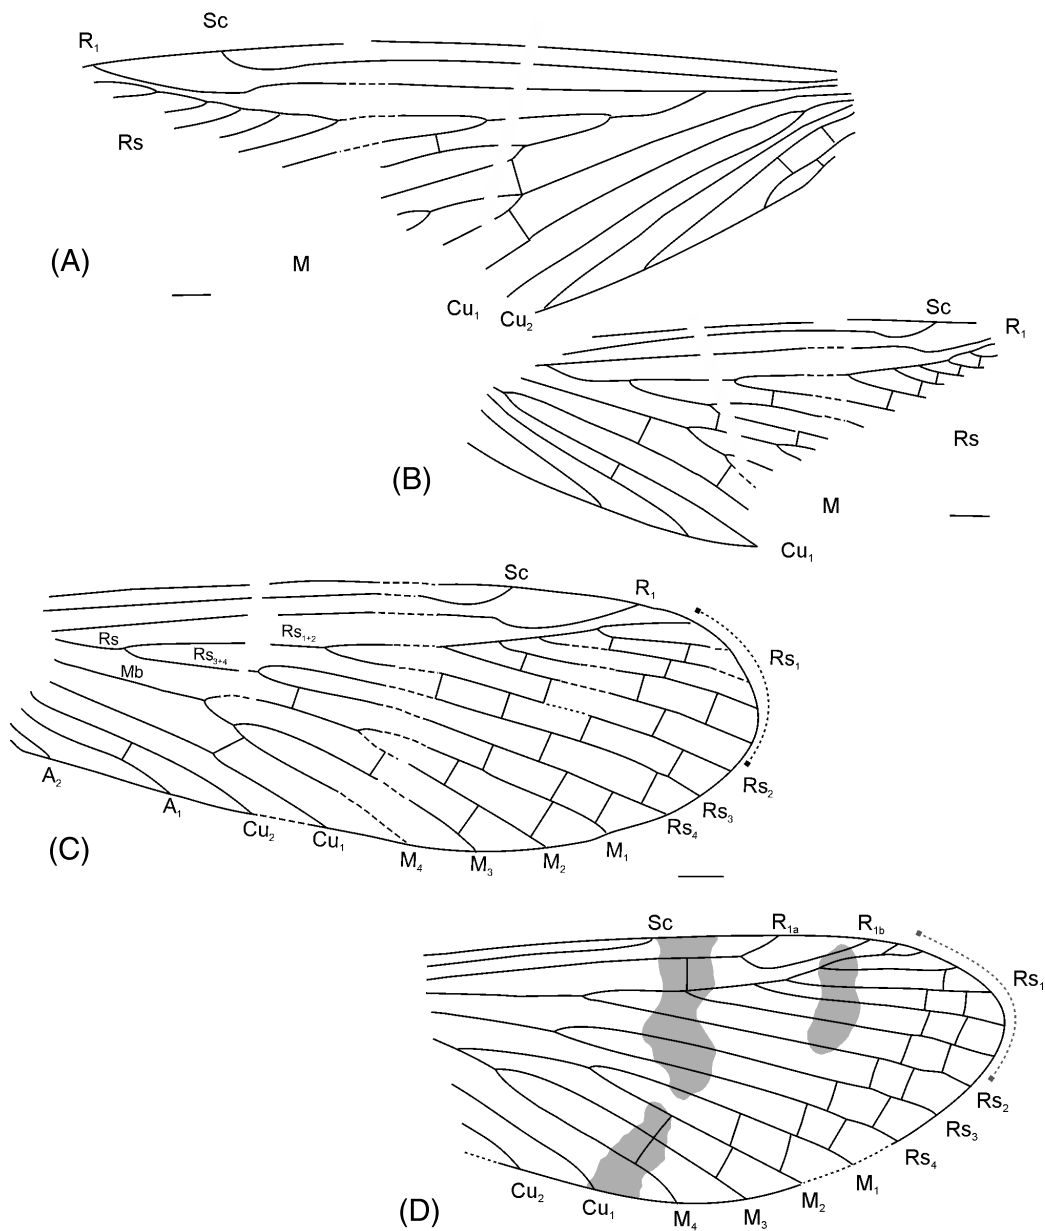 Sc
R1
Rs
(A)
M
Cu1 Cu2
Sc
R1
Rs
(B)
M
Cu1
Sc
R1
Rs
Rs1+2
Rs3+4
Mb
Rs1
A2
A1
Cu2
Cu1
M4
M3
M2
M1
Rs4
Rs3
Rs2
(C)
Sc
R1a
R1b
Rs1
Rs2
Rs3
Rs4
M1
M2
M3
M4
Cu1
Cu2
(D)